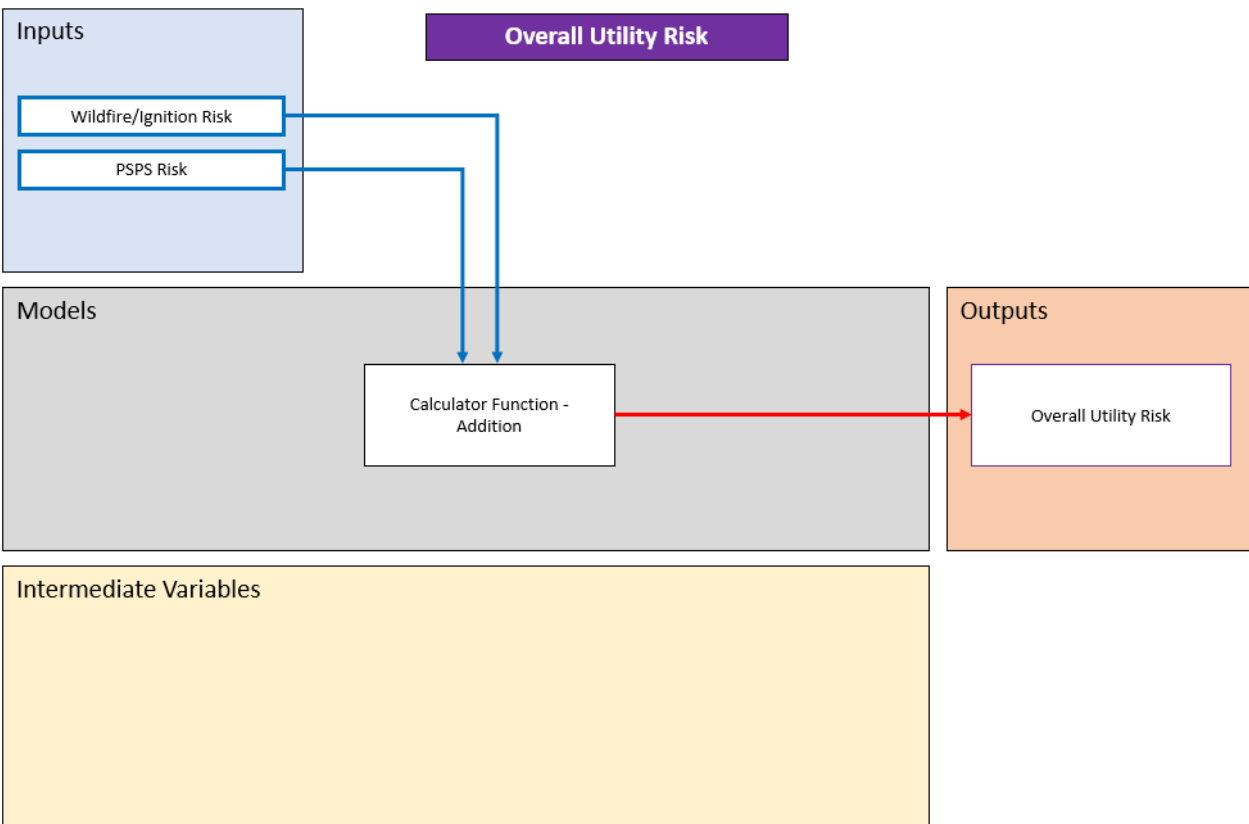 Inputs
Overall Utility Risk
Wildfire/Ignition Risk
PSPS Risk
Models
Calculator Function -
Addition
Outputs
Overall Utility Risk
Intermediate Variables